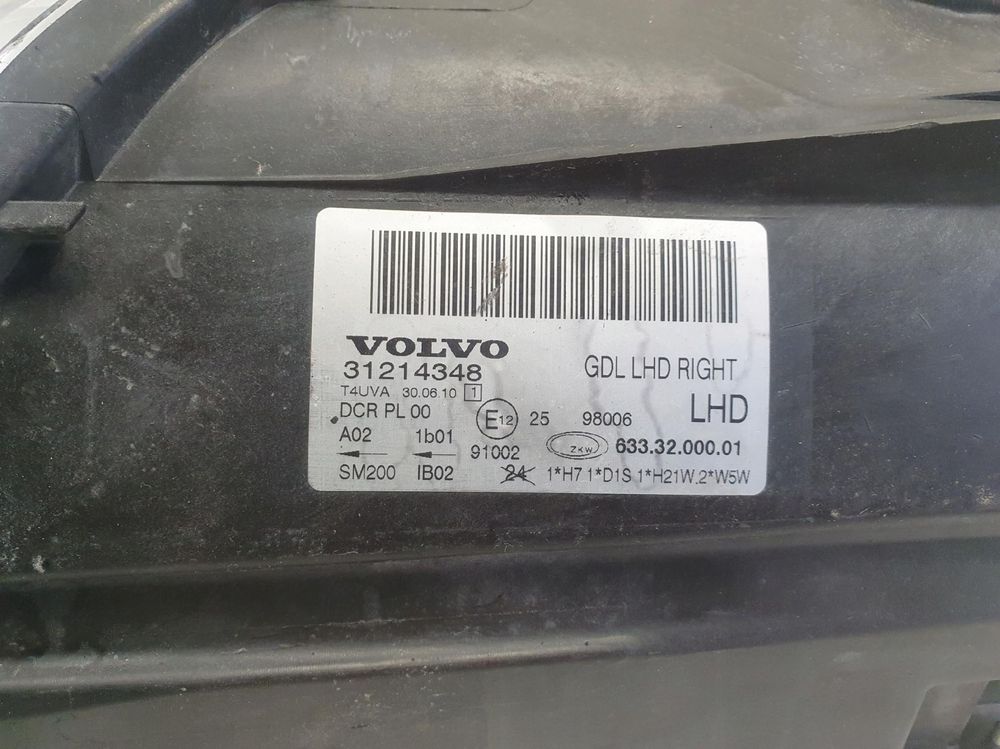 VOLVO
31214348
GDL LHD RIGHT
T4UVA 30.06.10 1
DCR PL 00
E12 25 98006
LHD
A02 1b01
91002
ZKW 633.32.000.01
SM200 IB02
24 1*H7 1*D1S 1*H21W.2*W5W